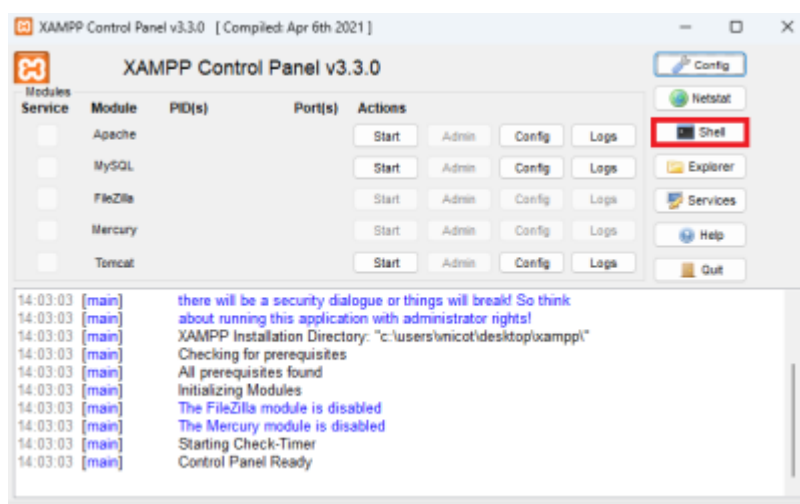 XAMPP Control Panel v3.3.0 [ Compiled: Apr 6th 2021 ]
XAMPP Control Panel v3.3.0
Config
Modules
Netstat
Service Module PID(s) Port(s) Actions
Apache Start Admin Config Logs
Shell
MySQL Start Admin Config Logs
Explorer
FileZilla Start Admin Config Logs
Services
Mercury Start Admin Config Logs
Help
Tomcat Start Admin Config Logs
Quit
14:03:03 [main] there will be a security dialogue or things will break! So think
14:03:03 [main] about running this application with administrator rights!
14:03:03 [main] XAMPP Installation Directory: "c:\users\vnicot\desktop\xampp\"
14:03:03 [main] Checking for prerequisites
14:03:03 [main] All prerequisites found
14:03:03 [main] Initializing Modules
14:03:03 [main] The FileZilla module is disabled
14:03:03 [main] The Mercury module is disabled
14:03:03 [main] Starting Check-Timer
14:03:03 [main] Control Panel Ready